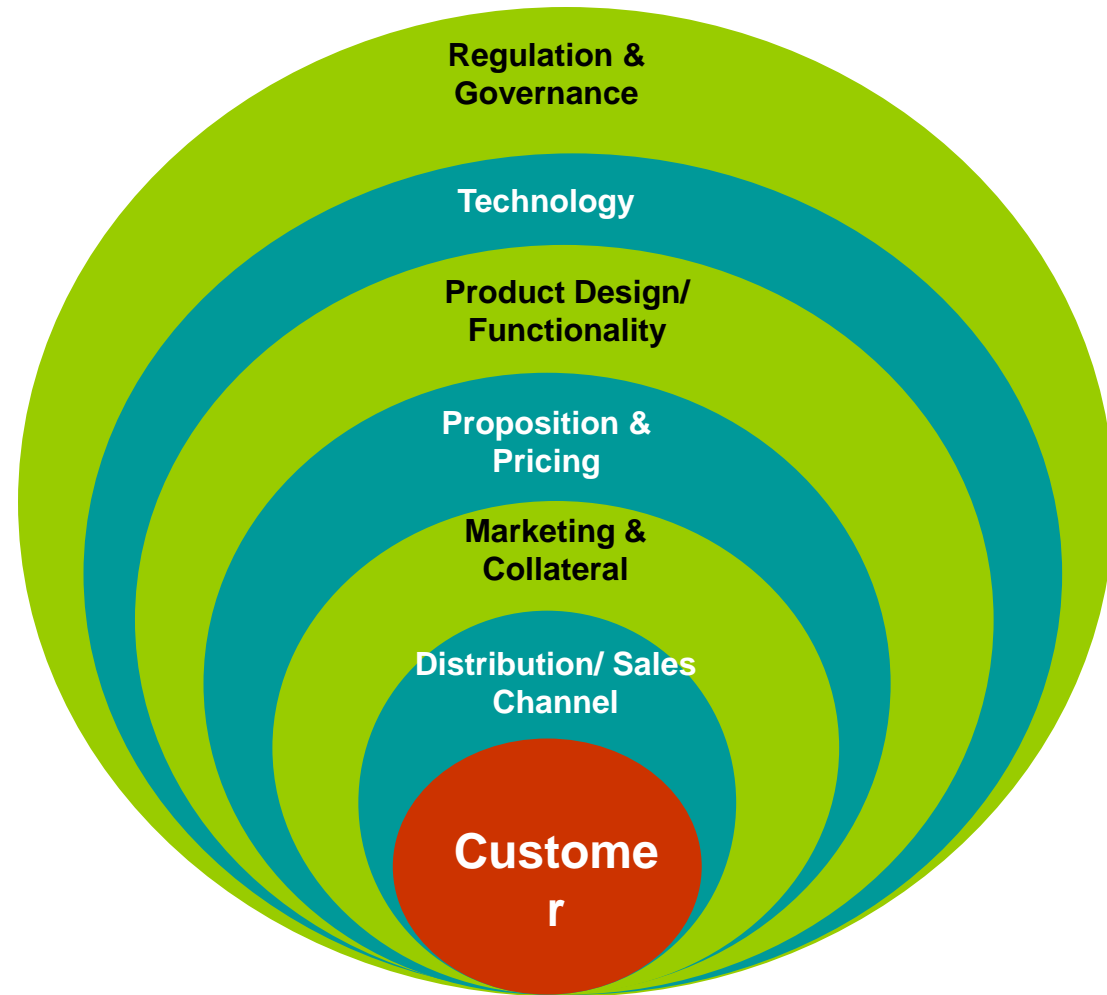 Regulation &
Governance
Technology
Product Design/
Functionality
Proposition &
Pricing
Marketing &
Collateral
Distribution/ Sales
Channel
Custome
r